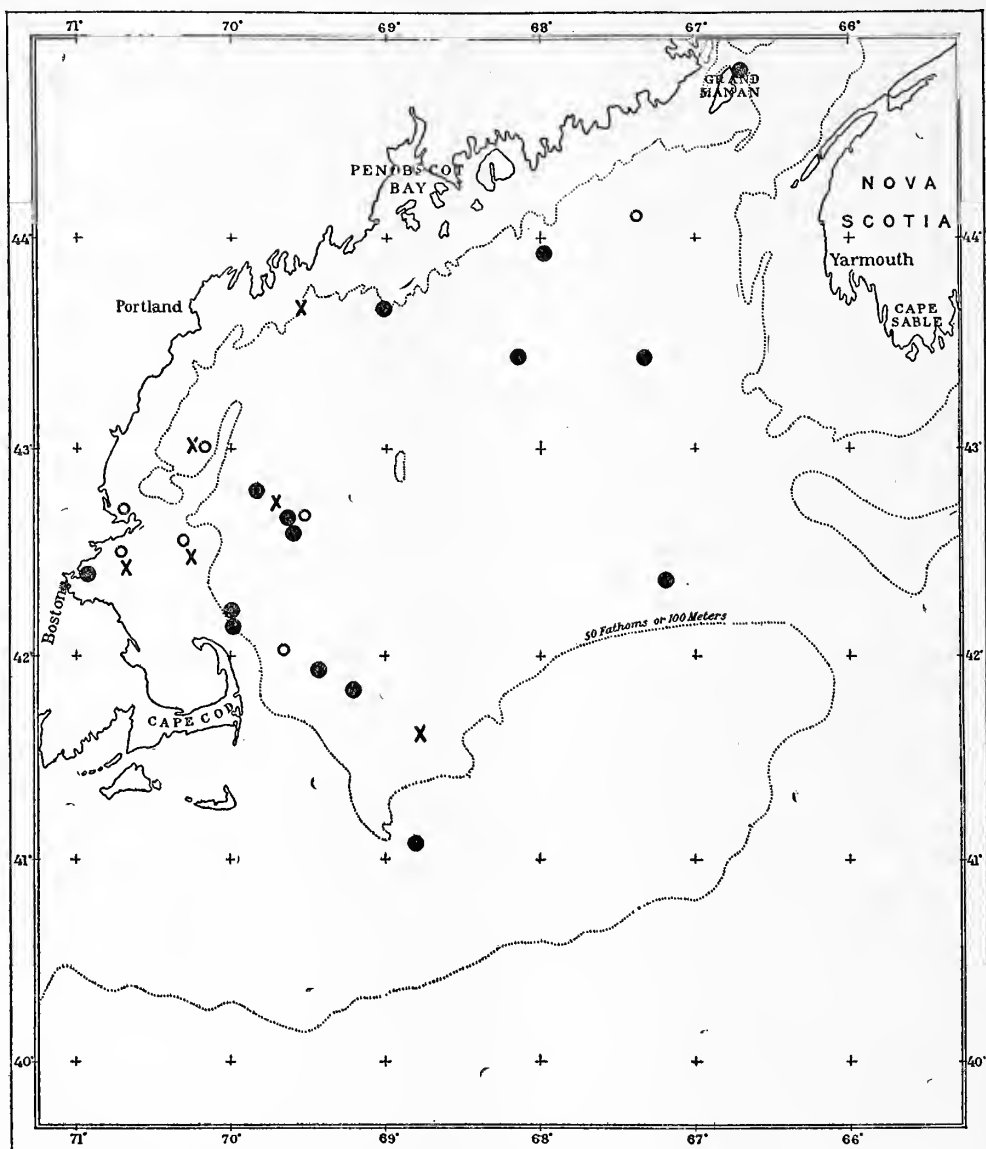 70° 69° 68° 67° 66°
GRAND
MANAN
PENOBSCOT
BAY
NOVA
SCOTIA
44° 44°
Yarmouth
Portland
CAPE
SABLE
43° 43°
42° 42°
Boston
50 Fathoms or 100 Meters
CAPE COD
41° 41°
40° 40°
71° 70° 69° 68° 67° 66°